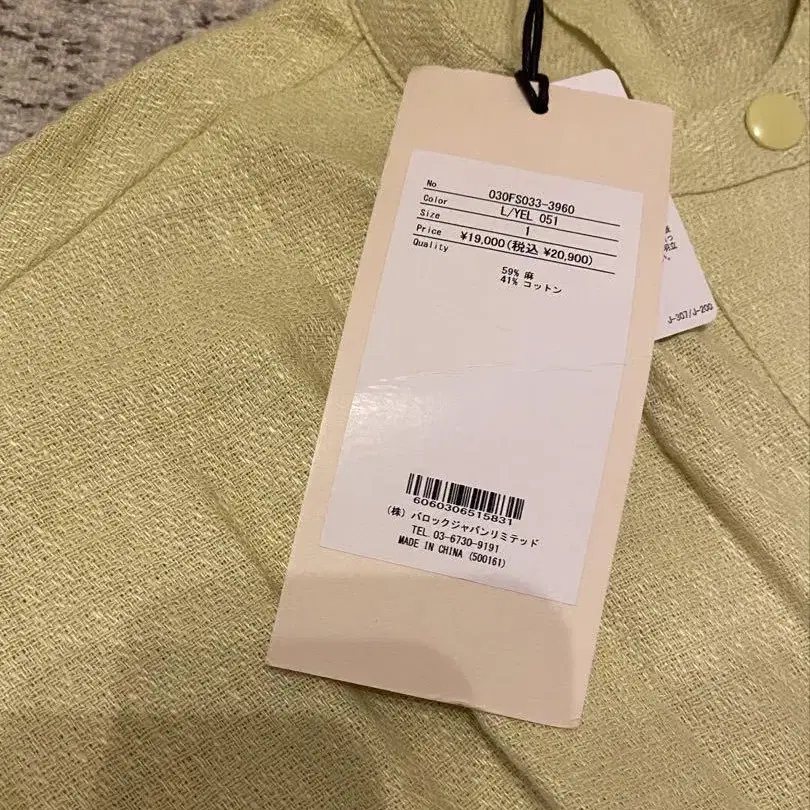 No 030FS033-3960
Color L/YEL 051
Size 1
Price ¥19,000(税込 ¥20,900)
Quality
59% 麻
41% コットン
6060306515831
(株) バロックジャパンリミテッド
TEL. 03-6730-9191
MADE IN CHINA (500161)
J-307/J-200